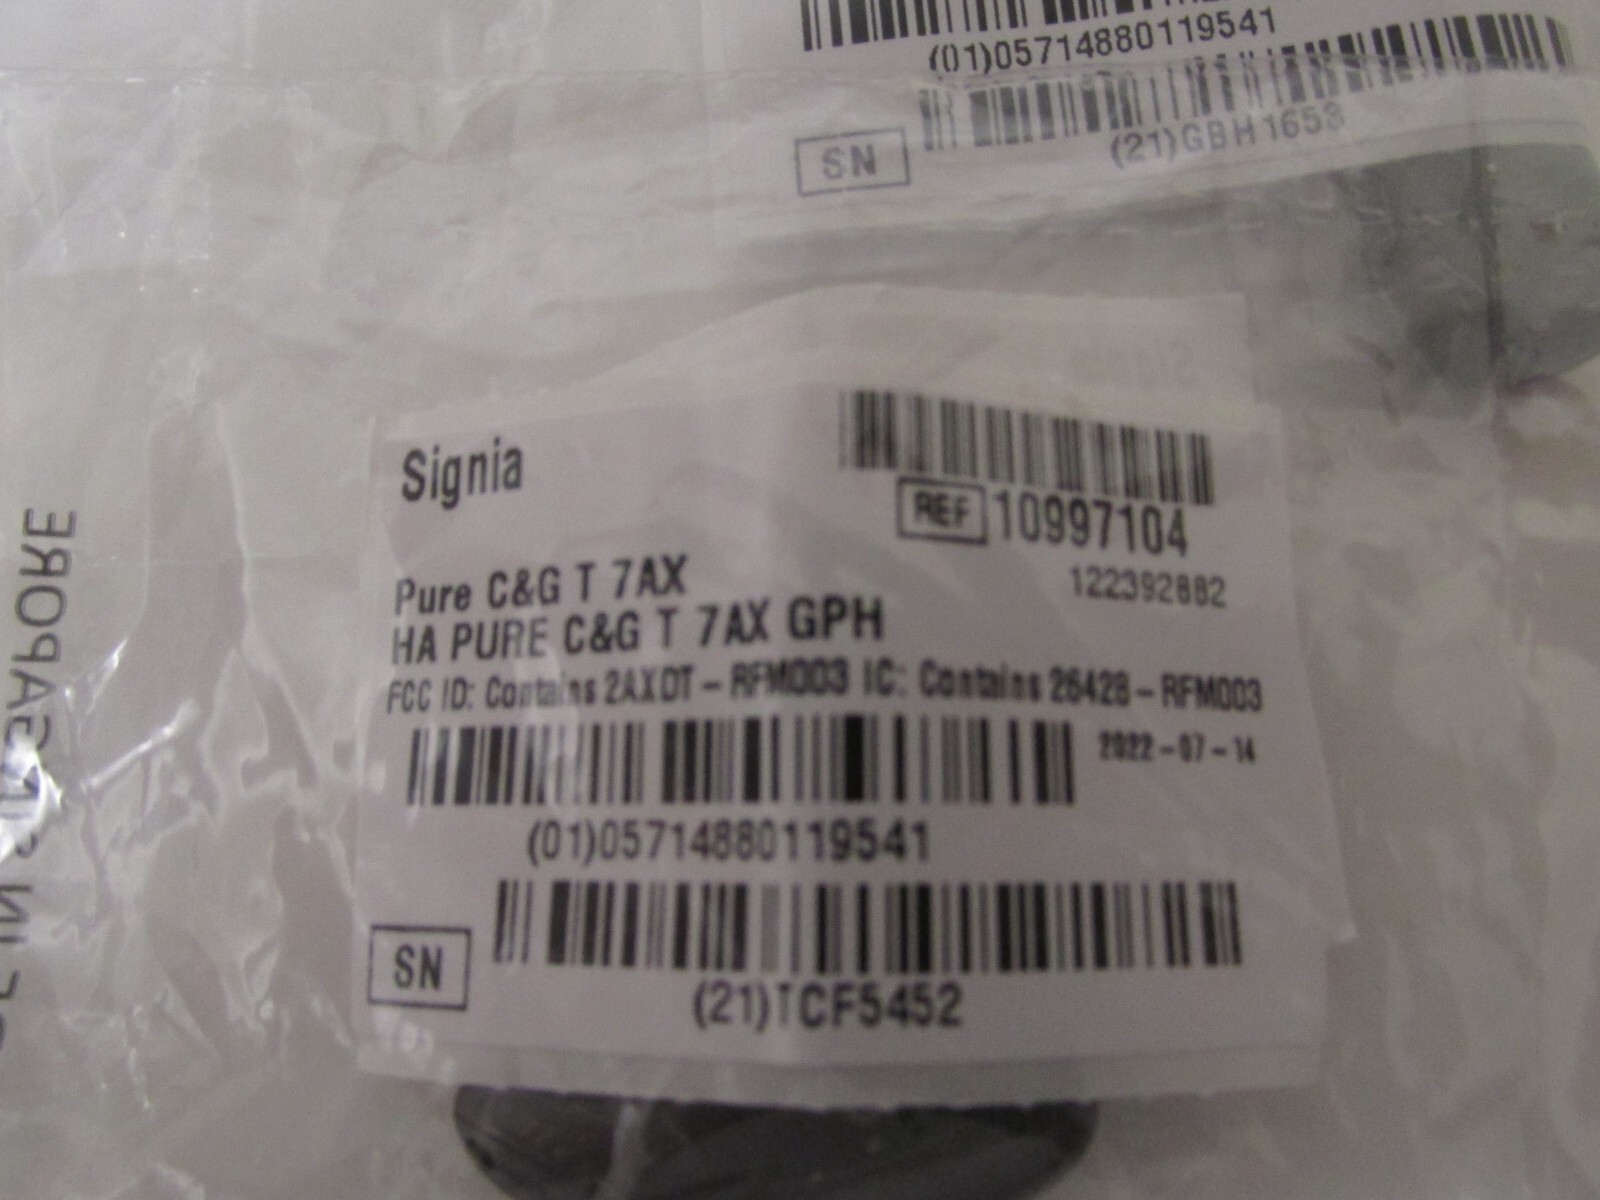 (01)05714880119541
SN
(21)GBH1653
Signia
REF 10997104
Pure C&G T 7AX
122392882
HA PURE C&G T 7AX GPH
FCC ID: Contains 2AXDT-RFM003 IC: Contains 26428-RFM003
2022-07-14
(01)05714880119541
SN
(21)TCF5452
SINGAPORE